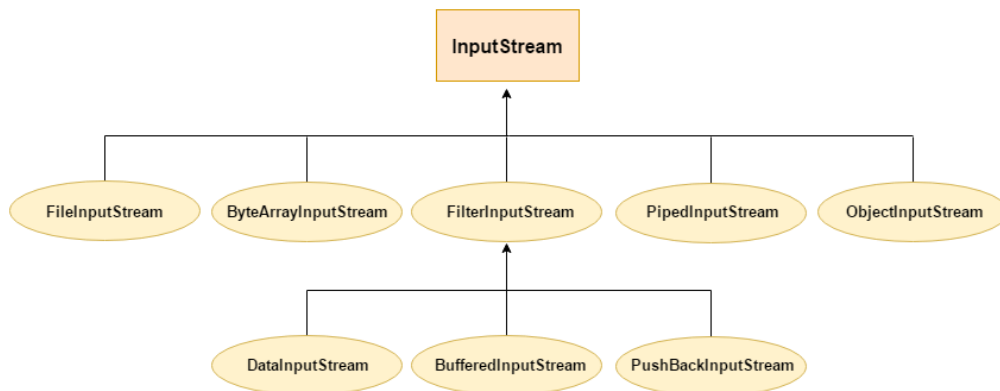 InputStream
FileInputStream
ByteArrayInputStream
FilterInputStream
PipedInputStream
ObjectInputStream
DataInputStream
BufferedInputStream
PushBackInputStream